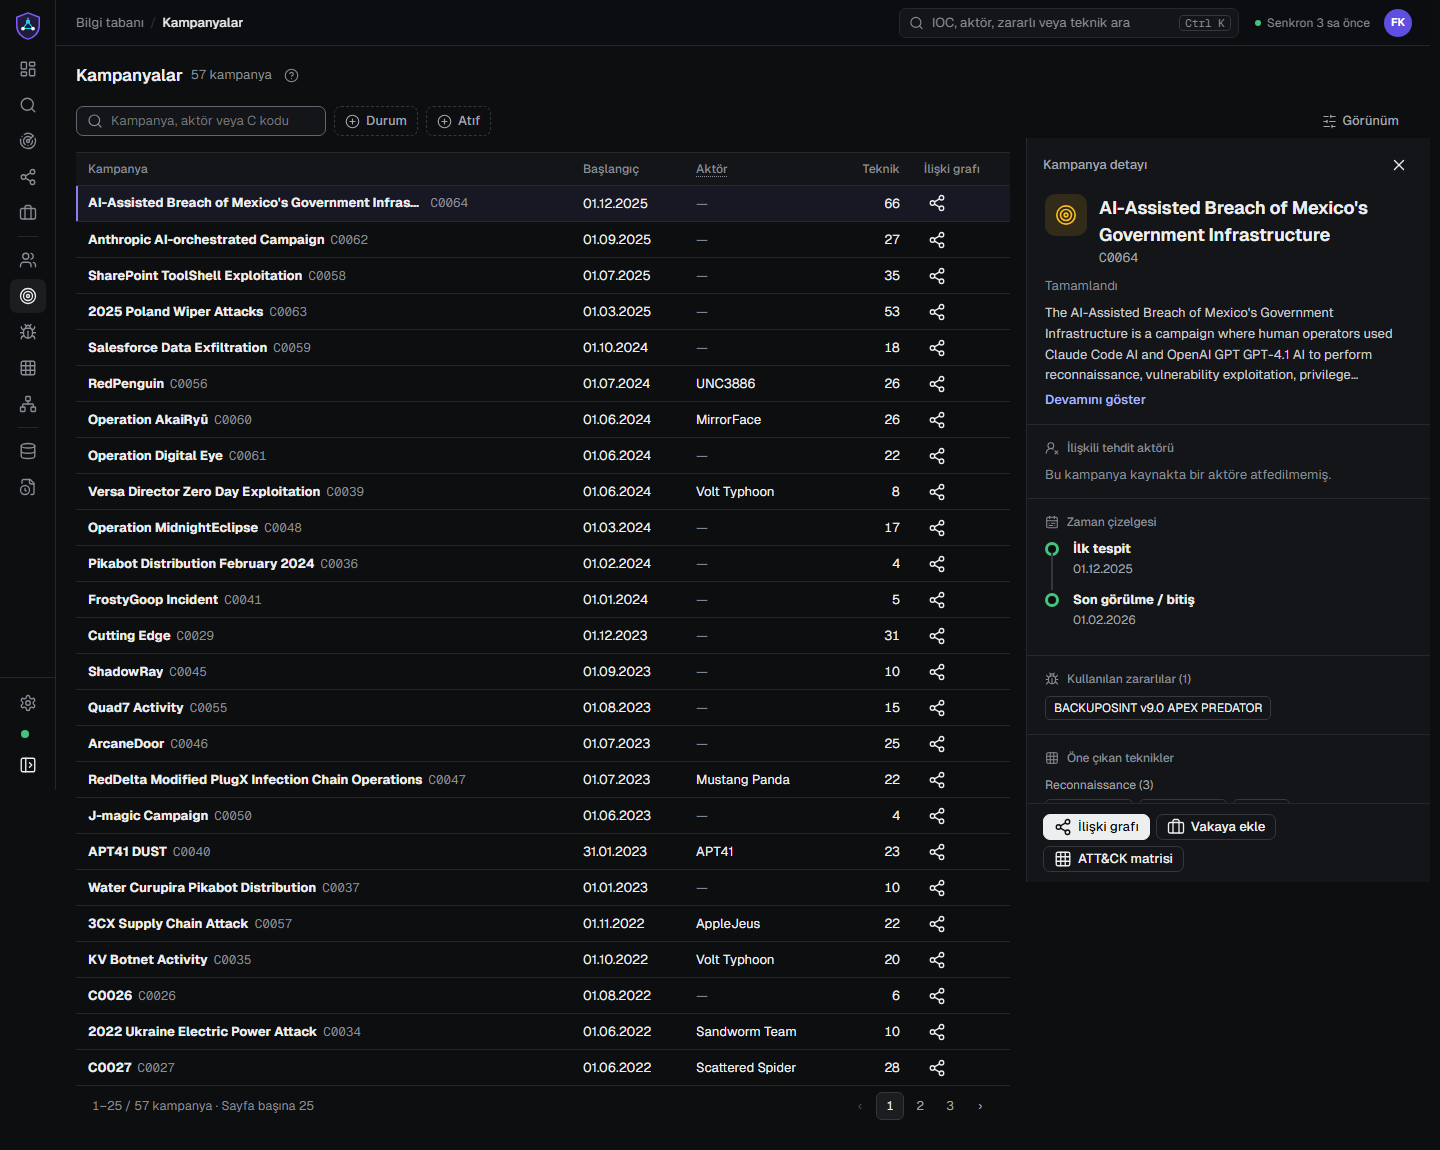 Bilgi tabanı / Kampanyalar
IOC, aktör, zararlı veya teknik ara Ctrl K
Senkron 3 sa önce
FK
Kampanyalar 57 kampanya
Kampanya, aktör veya C kodu
Durum
Atıf
Görünüm
Kampanya Başlangıç Aktör Teknik İlişki grafı
AI-Assisted Breach of Mexico's Government Infras... C0064 01.12.2025 — 66
Anthropic AI-orchestrated Campaign C0062 01.09.2025 — 27
SharePoint ToolShell Exploitation C0058 01.07.2025 — 35
2025 Poland Wiper Attacks C0063 01.03.2025 — 53
Salesforce Data Exfiltration C0059 01.10.2024 — 18
RedPenguin C0056 01.07.2024 UNC3886 26
Operation AkaiRyū C0060 01.06.2024 MirrorFace 26
Operation Digital Eye C0061 01.06.2024 — 22
Versa Director Zero Day Exploitation C0039 01.06.2024 Volt Typhoon 8
Operation MidnightEclipse C0048 01.03.2024 — 17
Pikabot Distribution February 2024 C0036 01.02.2024 — 4
FrostyGoop Incident C0041 01.01.2024 — 5
Cutting Edge C0029 01.12.2023 — 31
ShadowRay C0045 01.09.2023 — 10
Quad7 Activity C0055 01.08.2023 — 15
ArcaneDoor C0046 01.07.2023 — 25
RedDelta Modified PlugX Infection Chain Operations C0047 01.07.2023 Mustang Panda 22
J-magic Campaign C0050 01.06.2023 — 4
APT41 DUST C0040 31.01.2023 APT41 23
Water Curupira Pikabot Distribution C0037 01.01.2023 — 10
3CX Supply Chain Attack C0057 01.11.2022 AppleJeus 22
KV Botnet Activity C0035 01.10.2022 Volt Typhoon 20
C0026 C0026 01.08.2022 — 6
2022 Ukraine Electric Power Attack C0034 01.06.2022 Sandworm Team 10
C0027 C0027 01.06.2022 Scattered Spider 28
1–25 / 57 kampanya · Sayfa başına 25
‹ 1 2 3 ›
Kampanya detayı
AI-Assisted Breach of Mexico's
Government Infrastructure
C0064
Tamamlandı
The AI-Assisted Breach of Mexico's Government
Infrastructure is a campaign where human operators used
Claude Code AI and OpenAI GPT GPT-4.1 AI to perform
reconnaissance, vulnerability exploitation, privilege...
Devamını göster
İlişkili tehdit aktörü
Bu kampanya kaynakta bir aktöre atfedilmemiş.
Zaman çizelgesi
İlk tespit
01.12.2025
Son görülme / bitiş
01.02.2026
Kullanılan zararlılar (1)
BACKUPOSINT v9.0 APEX PREDATOR
Öne çıkan teknikler
Reconnaissance (3)
İlişki grafı
Vakaya ekle
ATT&CK matrisi